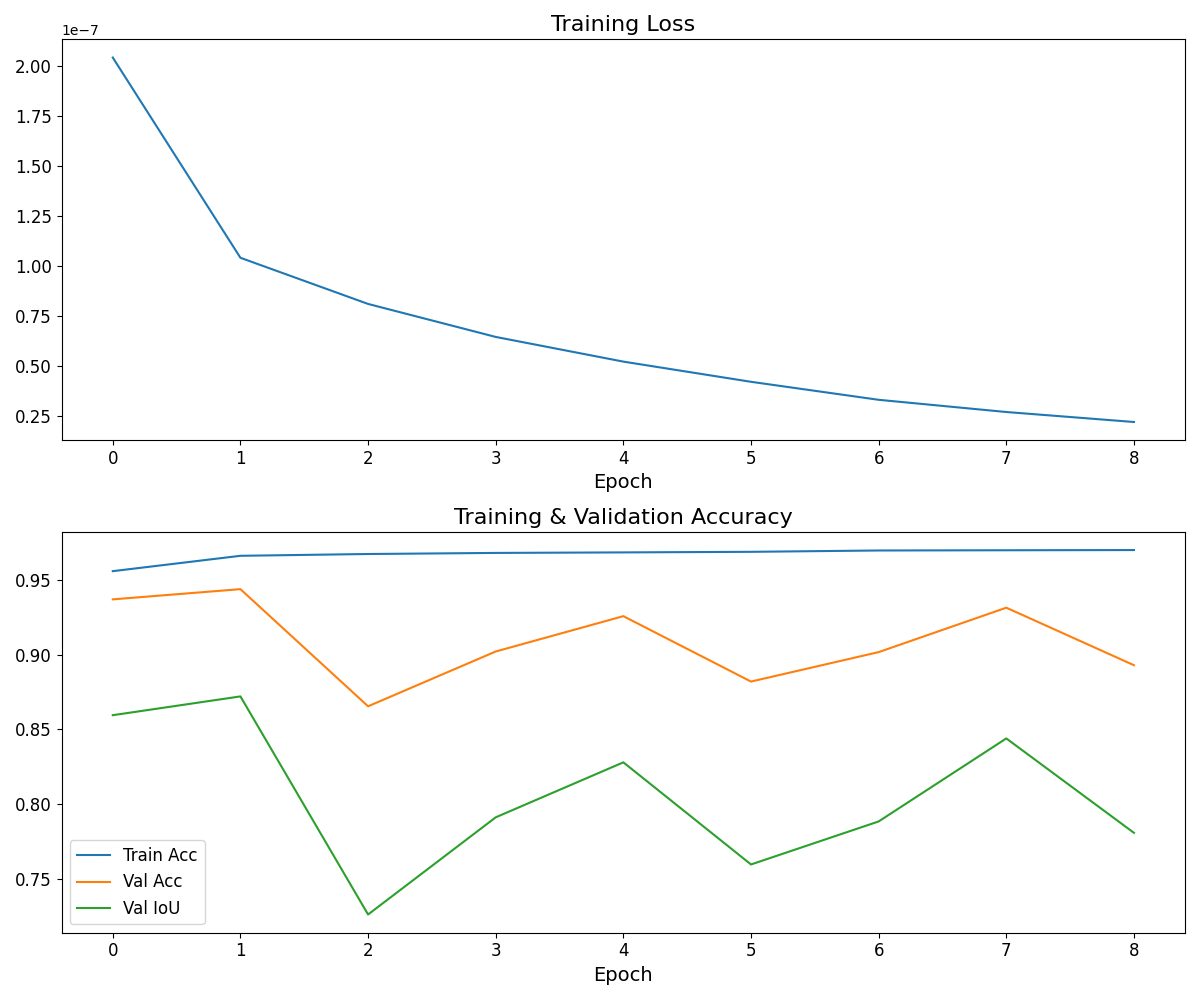 Training Loss
1e−7
2.00
1.75
1.50
1.25
1.00
0.75
0.50
0.25
0 1 2 3 4 5 6 7 8
Epoch
Training & Validation Accuracy
0.95
0.90
0.85
0.80
0.75
Train Acc
Val Acc
Val IoU
0 1 2 3 4 5 6 7 8
Epoch